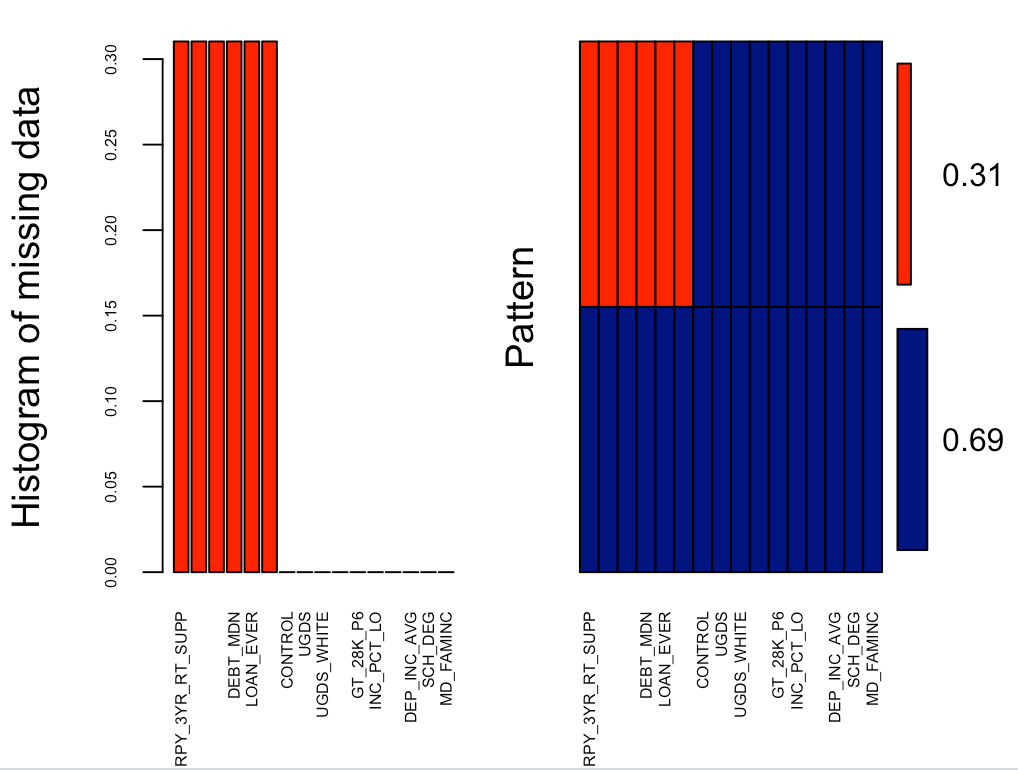 Histogram of missing data
0.30
0.25
0.20
0.15
0.10
0.05
0.00
RPY_3YR_RT_SUPP
DEBT_MDN
LOAN_EVER
CONTROL
UGDS
UGDS_WHITE
GT_28K_P6
INC_PCT_LO
DEP_INC_AVG
SCH_DEG
MD_FAMINC
Pattern
RPY_3YR_RT_SUPP
DEBT_MDN
LOAN_EVER
CONTROL
UGDS
UGDS_WHITE
GT_28K_P6
INC_PCT_LO
DEP_INC_AVG
SCH_DEG
MD_FAMINC
0.31
0.69